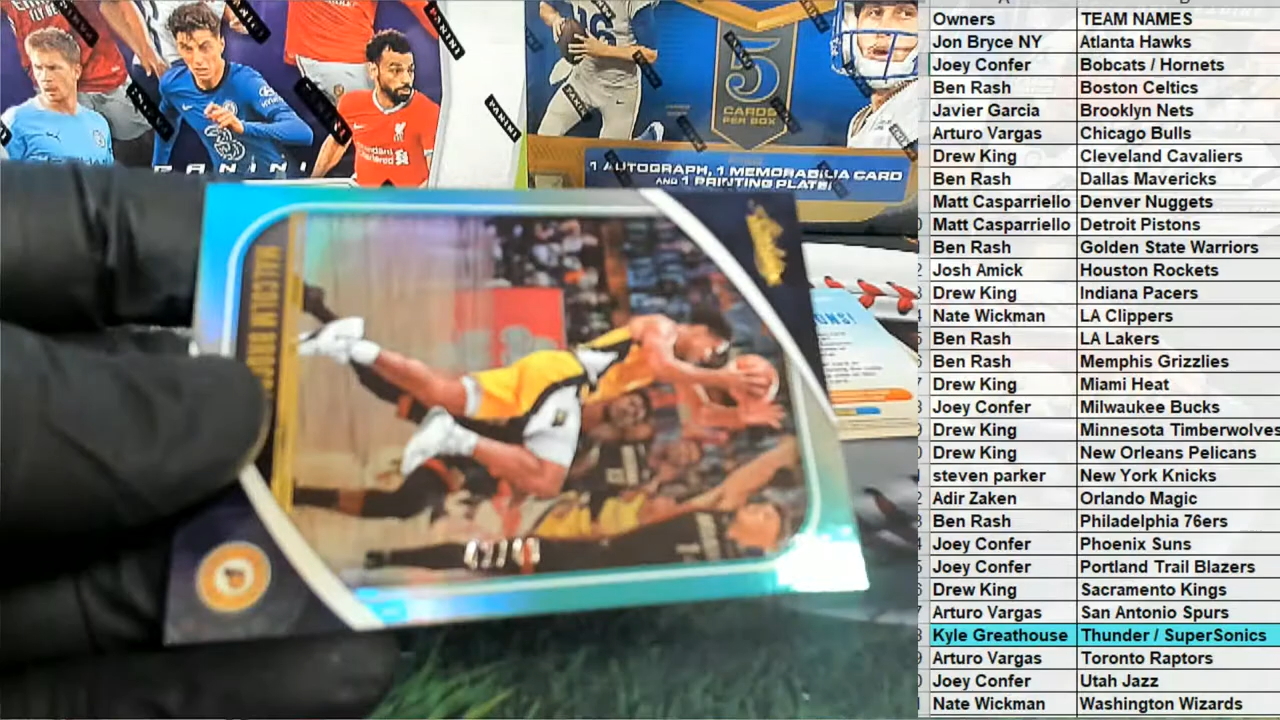 PANINI
PANINI
5
CARDS
PER BOX
1 AUTOGRAPH, 1 MEMORABILIA CARD
AND 1 PRINTING PLATE!
MALCOLM
Owners TEAM NAMES
Jon Bryce NY Atlanta Hawks
Joey Confer Bobcats / Hornets
Ben Rash Boston Celtics
Javier Garcia Brooklyn Nets
Arturo Vargas Chicago Bulls
Drew King Cleveland Cavaliers
Ben Rash Dallas Mavericks
Matt Casparriello Denver Nuggets
Matt Casparriello Detroit Pistons
Ben Rash Golden State Warriors
Josh Amick Houston Rockets
Drew King Indiana Pacers
Nate Wickman LA Clippers
Ben Rash LA Lakers
Ben Rash Memphis Grizzlies
Drew King Miami Heat
Joey Confer Milwaukee Bucks
Drew King Minnesota Timberwolves
Drew King New Orleans Pelicans
steven parker New York Knicks
Adir Zaken Orlando Magic
Ben Rash Philadelphia 76ers
Joey Confer Phoenix Suns
Joey Confer Portland Trail Blazers
Drew King Sacramento Kings
Arturo Vargas San Antonio Spurs
Kyle Greathouse Thunder / SuperSonics
Arturo Vargas Toronto Raptors
Joey Confer Utah Jazz
Nate Wickman Washington Wizards